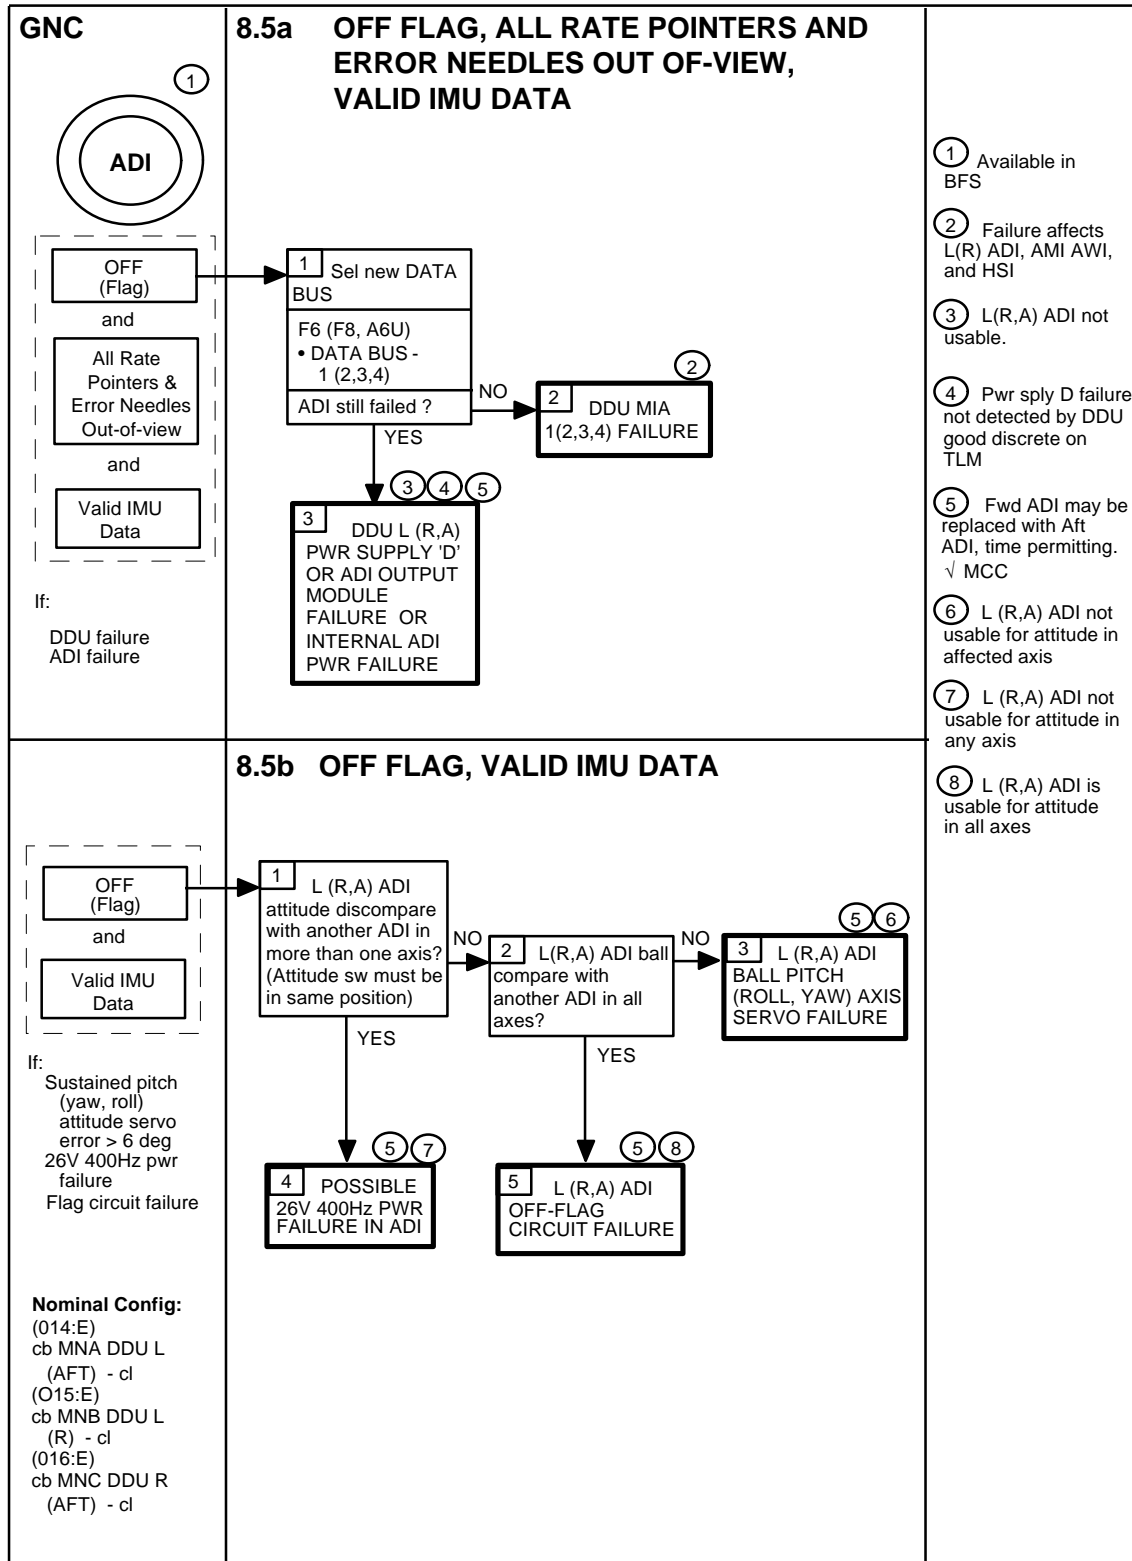 GNC
1
ADI
OFF
(Flag)
and
All Rate
Pointers &
Error Needles
Out-of-view
and
Valid IMU
Data
If:
DDU failure
ADI failure
8.5a OFF FLAG, ALL RATE POINTERS AND
ERROR NEEDLES OUT OF-VIEW,
VALID IMU DATA
1 Sel new DATA
BUS
F6 (F8, A6U)
• DATA BUS -
1 (2,3,4)
ADI still failed ?
NO
YES
2
2 DDU MIA
1(2,3,4) FAILURE
3 4 5
3 DDU L (R,A)
PWR SUPPLY 'D'
OR ADI OUTPUT
MODULE
FAILURE OR
INTERNAL ADI
PWR FAILURE
1 Available in
BFS
2 Failure affects
L(R) ADI, AMI AWI,
and HSI
3 L(R,A) ADI not
usable.
4 Pwr sply D failure
not detected by DDU
good discrete on
TLM
5 Fwd ADI may be
replaced with Aft
ADI, time permitting.
√ MCC
6 L (R,A) ADI not
usable for attitude in
affected axis
7 L (R,A) ADI not
usable for attitude in
any axis
8 L (R,A) ADI is
usable for attitude
in all axes
8.5b OFF FLAG, VALID IMU DATA
OFF
(Flag)
and
Valid IMU
Data
If:
Sustained pitch
(yaw, roll)
attitude servo
error > 6 deg
26V 400Hz pwr
failure
Flag circuit failure
1 L (R,A) ADI
attitude discompare
with another ADI in
more than one axis?
(Attitude sw must be
in same position)
NO
YES
2 L(R,A) ADI ball
compare with
another ADI in all
axes?
NO
YES
5 6
3 L (R,A) ADI
BALL PITCH
(ROLL, YAW) AXIS
SERVO FAILURE
5 7
4 POSSIBLE
26V 400Hz PWR
FAILURE IN ADI
5 8
5 L (R,A) ADI
OFF-FLAG
CIRCUIT FAILURE
Nominal Config:
(014:E)
cb MNA DDU L
(AFT) - cl
(O15:E)
cb MNB DDU L
(R) - cl
(016:E)
cb MNC DDU R
(AFT) - cl